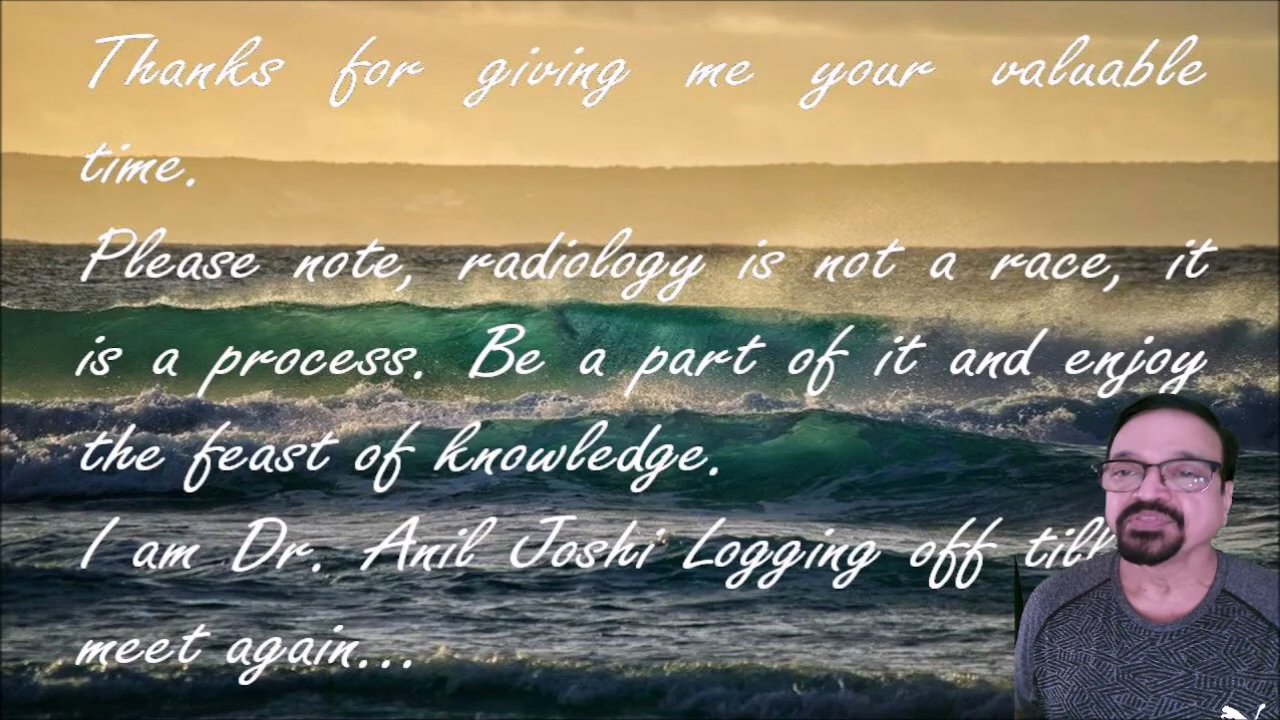 Thanks for giving me your valuable
time.
Please note, radiology is not a race, it
is a process. Be a part of it and enjoy
the feast of knowledge.
I am Dr. Anil Joshi Logging off till
meet again...